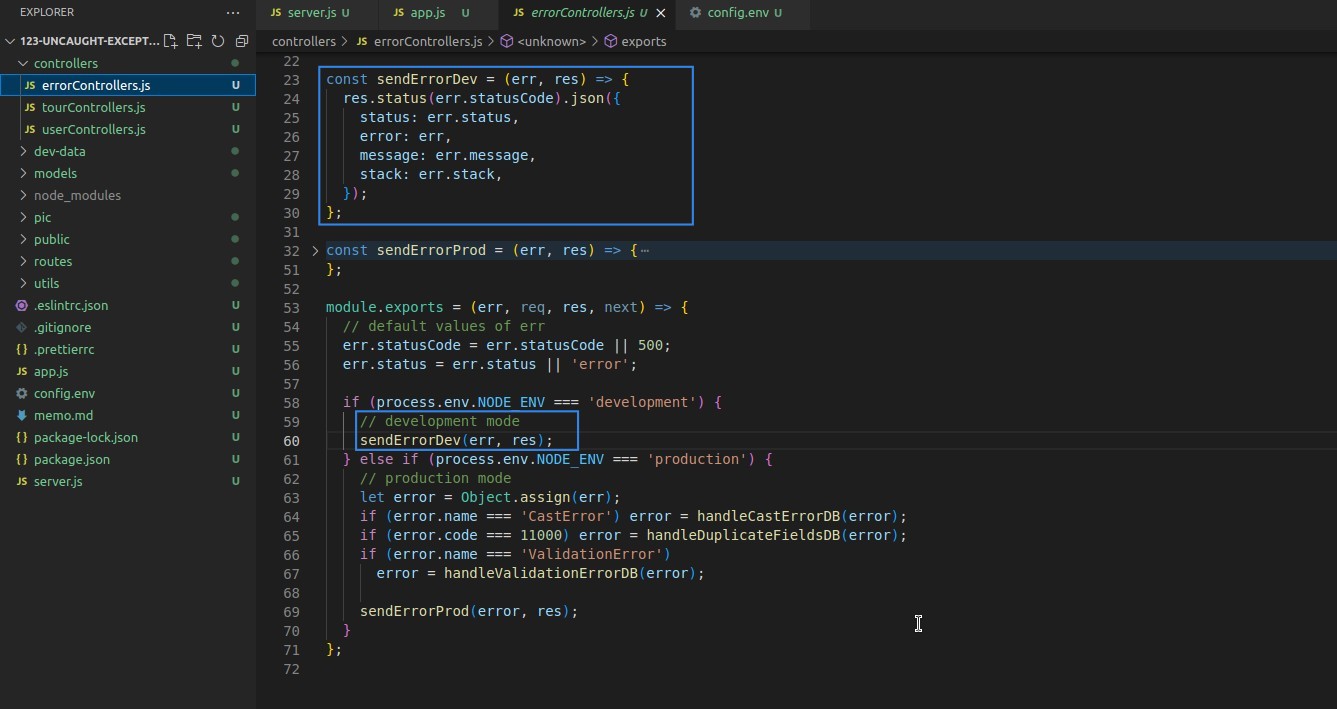 EXPLORER ...
123-UNCAUGHT-EXCEPT...
controllers
JS errorControllers.js U
JS tourControllers.js U
JS userControllers.js U
dev-data
models
node_modules
pic
public
routes
utils
.eslintrc.json U
.gitignore U
{} .prettierrc U
JS app.js U
config.env U
memo.md U
{} package-lock.json U
{} package.json U
JS server.js U
JS server.js U JS app.js U JS errorControllers.js U config.env U
controllers > JS errorControllers.js > <unknown> > exports
22
23 const sendErrorDev = (err, res) => {
24 res.status(err.statusCode).json({
25 status: err.status,
26 error: err,
27 message: err.message,
28 stack: err.stack,
29 });
30 };
31
32 const sendErrorProd = (err, res) => { ⋯
51 };
52
53 module.exports = (err, req, res, next) => {
54 // default values of err
55 err.statusCode = err.statusCode || 500;
56 err.status = err.status || 'error';
57
58 if (process.env.NODE_ENV === 'development') {
59 // development mode
60 sendErrorDev(err, res);
61 } else if (process.env.NODE_ENV === 'production') {
62 // production mode
63 let error = Object.assign(err);
64 if (error.name === 'CastError') error = handleCastErrorDB(error);
65 if (error.code === 11000) error = handleDuplicateFieldsDB(error);
66 if (error.name === 'ValidationError')
67 error = handleValidationErrorDB(error);
68
69 sendErrorProd(error, res);
70 }
71 };
72